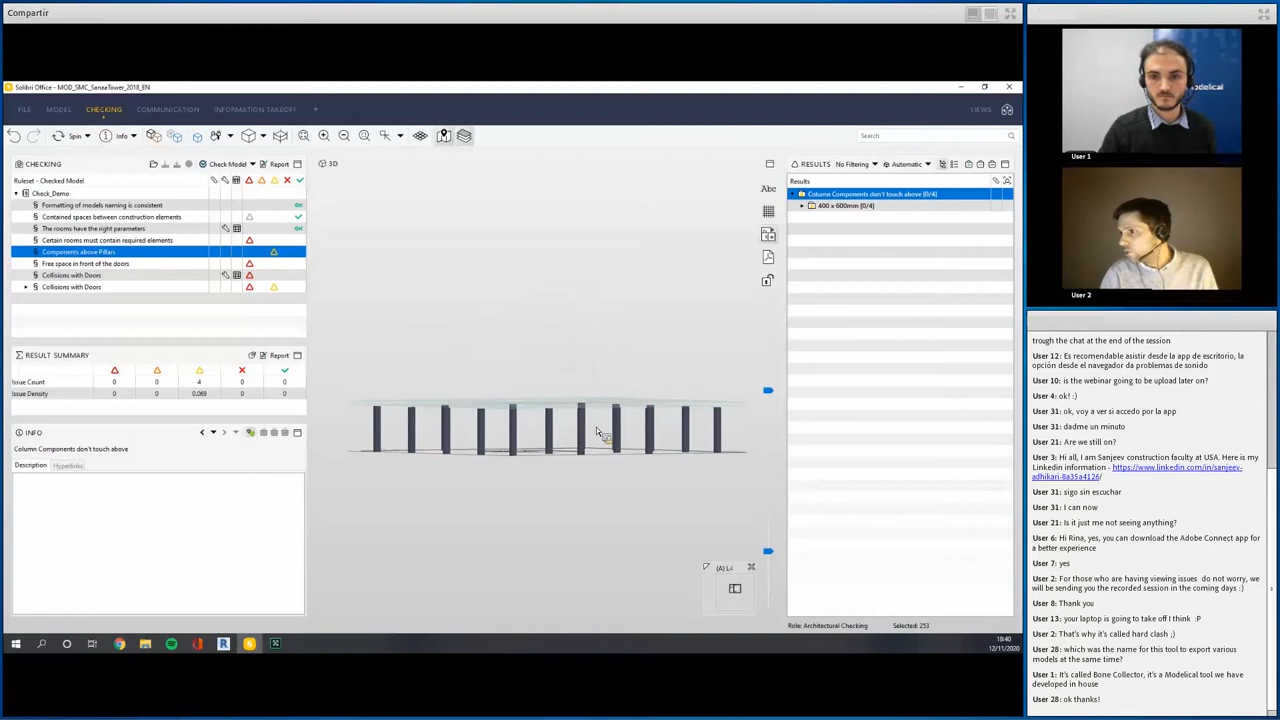 Compartir
Solibri Office - MOD_SMC_SanaaTower_2018_EN
FILE MODEL CHECKING COMMUNICATION INFORMATION TAKEOFF + VIEWS
Spin Info Search
CHECKING Check Model Report
Ruleset - Checked Model
Check_Demo
§ Formatting of models naming is consistent
§ Contained spaces between construction elements
§ The rooms have the right parameters
§ Certain rooms must contain required elements
§ Components above Pillars
§ Free space in front of the doors
§ Collisions with Doors
§ Collisions with Doors
RESULT SUMMARY Report
Issue Count 0 0 4 0 0
Issue Density 0 0 0.069 0 0
INFO
Column Components don't touch above
Description Hyperlinks
3D
Abc
(A) L4
RESULTS No Filtering Automatic
Results
Column Components don't touch above [0/4]
400 x 600mm [0/4]
Role: Architectural Checking Selected: 253
18:40
12/11/2020
modelical
User 1
User 2
trough the chat at the end of the session
User 12: Es recomendable asistir desde la app de escritorio, la
opción desde el navegador da problemas de sonido
User 10: is the webinar going to be upload later on?
User 4: ok! :)
User 31: ok, voy a ver si accedo por la app
User 31: dadme un minuto
User 21: Are we still on?
User 3: Hi all, I am Sanjeev construction faculty at USA. Here is my
Linkedin information - https://www.linkedin.com/in/sanjeev-
adhikari-8a35a4126/
User 31: sigo sin escuchar
User 31: I can now
User 21: Is it just me not seeing anything?
User 6: Hi Rina, yes, you can download the Adobe Connect app for
a better experience
User 7: yes
User 2: For those who are having viewing issues do not worry, we
will be sending you the recorded session in the coming days :)
User 8: Thank you
User 13: your laptop is going to take off I think :P
User 2: That's why it's called hard clash ;)
User 28: which was the name for this tool to export various
models at the same time?
User 1: It's called Bone Collector, it's a Modelical tool we have
developed in house
User 28: ok thanks!